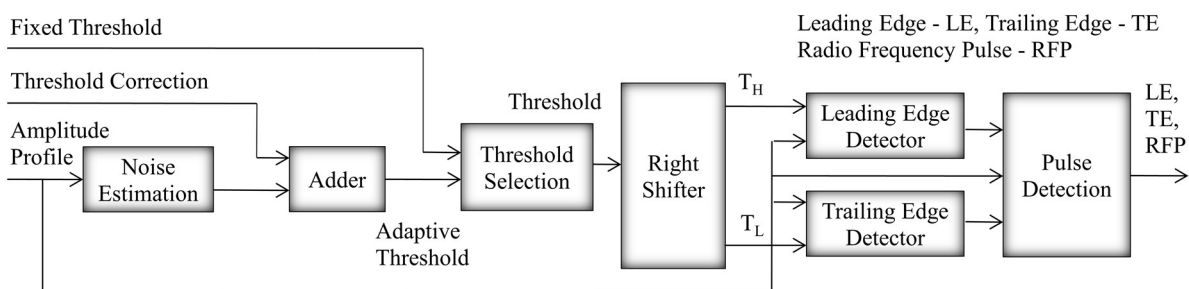 Fixed Threshold
Leading Edge - LE, Trailing Edge - TE
Radio Frequency Pulse - RFP
Threshold Correction
Amplitude
Profile
Noise
Estimation
Adder
Adaptive
Threshold
Threshold
Threshold
Selection
Right
Shifter
T_H
T_L
Leading Edge
Detector
Trailing Edge
Detector
Pulse
Detection
LE,
TE,
RFP